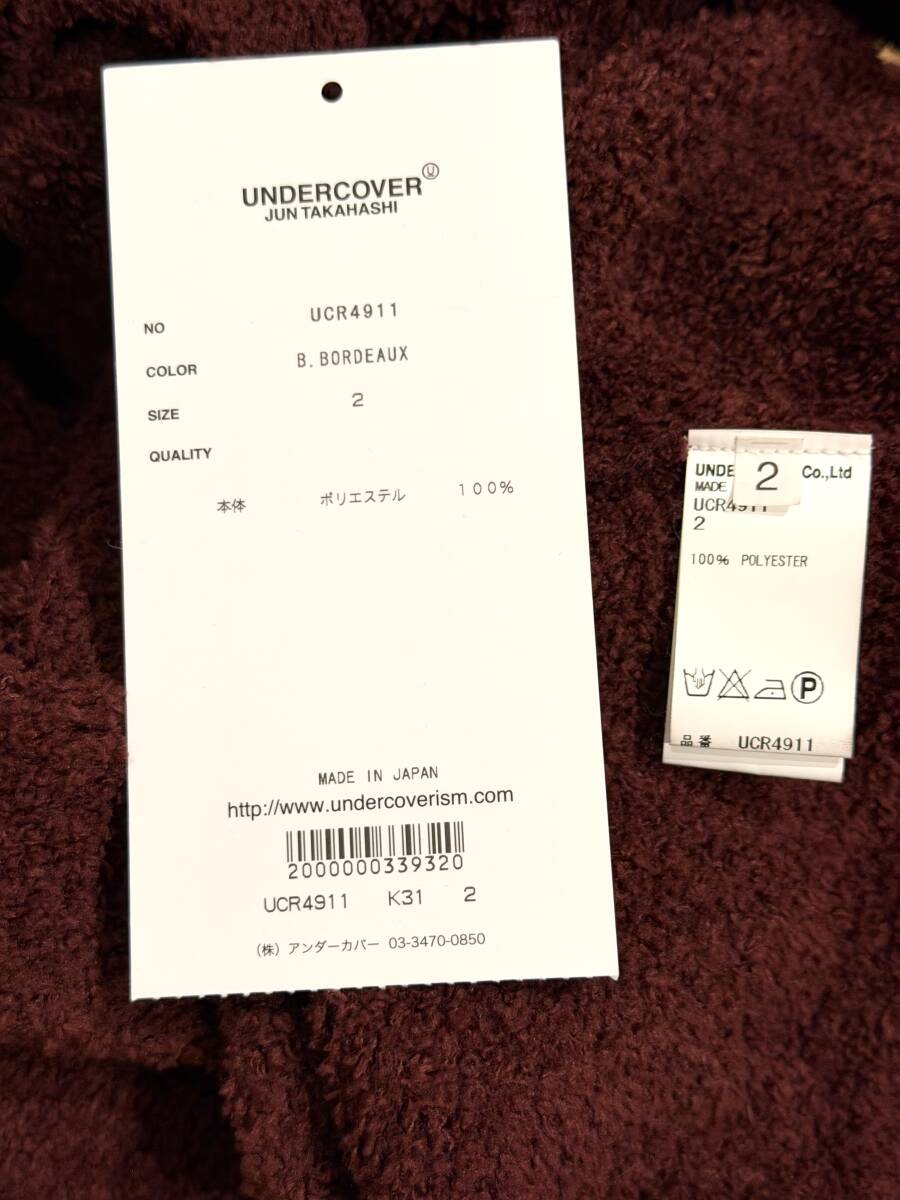 UNDERCOVER Ⓤ
JUN TAKAHASHI
NO UCR4911
COLOR B.BORDEAUX
SIZE 2
QUALITY
本体 ポリエステル 100%
MADE IN JAPAN
http://www.undercoverism.com
2000000339320
UCR4911 K31 2
(株) アンダーカバー 03-3470-0850
2
UNDE Co.,Ltd
MADE
UCR4911
2
100% POLYESTER
P
品番 UCR4911